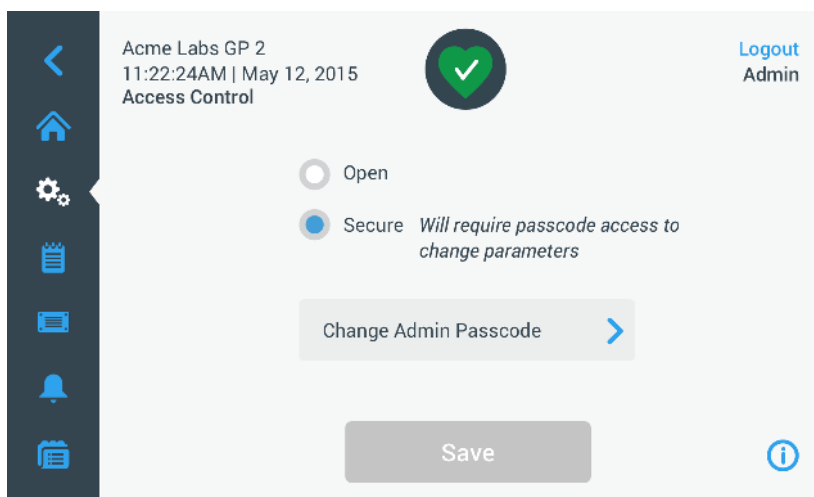 Acme Labs GP 2
11:22:24AM | May 12, 2015
Access Control
Logout
Admin
Open
Secure Will require passcode access to
change parameters
Change Admin Passcode
Save